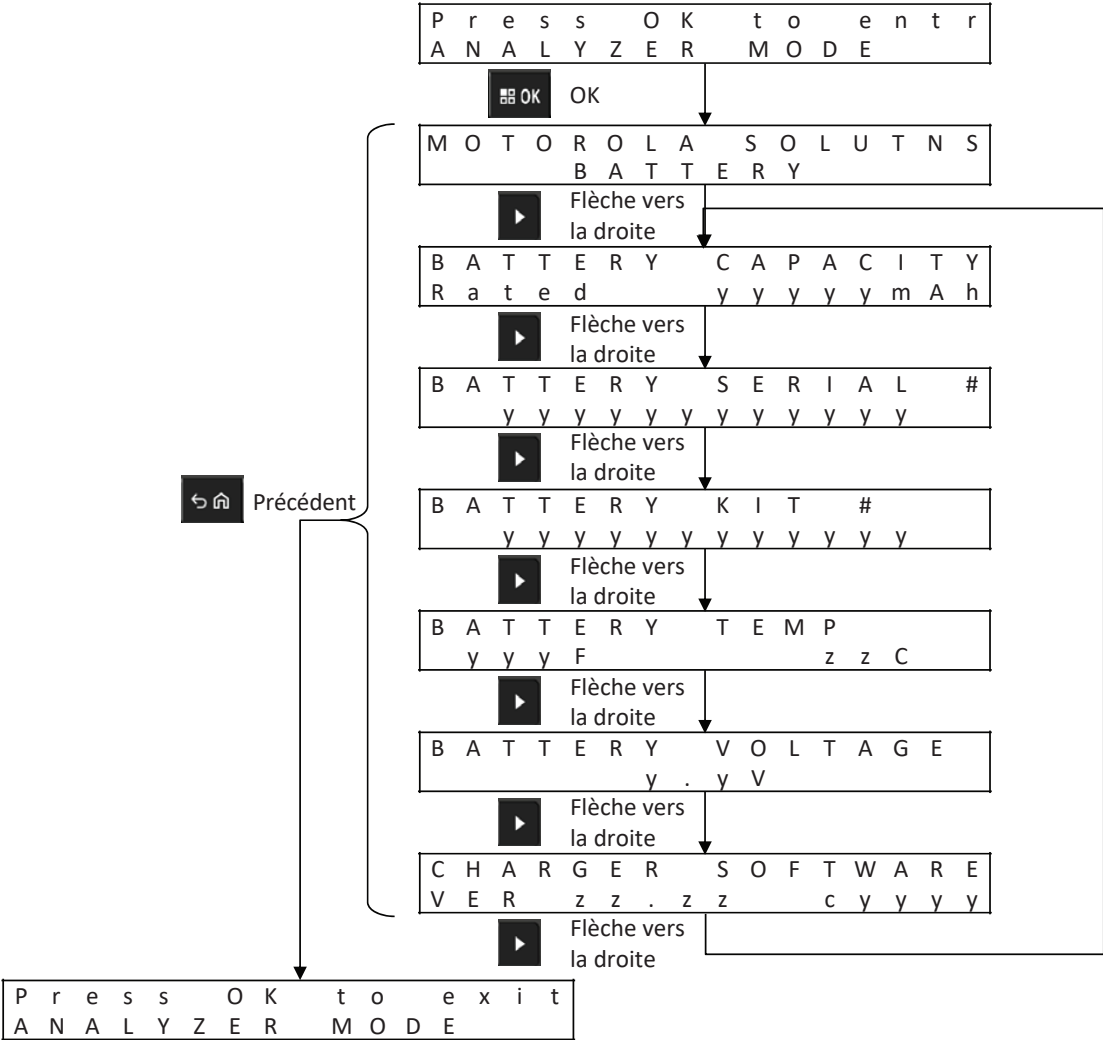 Press OK to entr
ANALYZER MODE
OK OK
MOTOROLA SOLUTNS
BATTERY
Flèche vers
la droite
BATTERY CAPACITY
Rated yyyyymAh
Flèche vers
la droite
BATTERY SERIAL #
yyyyyyyyyyyy
Flèche vers
la droite
Précédent
BATTERY KIT #
yyyyyyyyyyyy
Flèche vers
la droite
BATTERY TEMP
yyyF zzC
Flèche vers
la droite
BATTERY VOLTAGE
y.yV
Flèche vers
la droite
CHARGER SOFTWARE
VER zz.zz cyyyy
Flèche vers
la droite
Press OK to exit
ANALYZER MODE